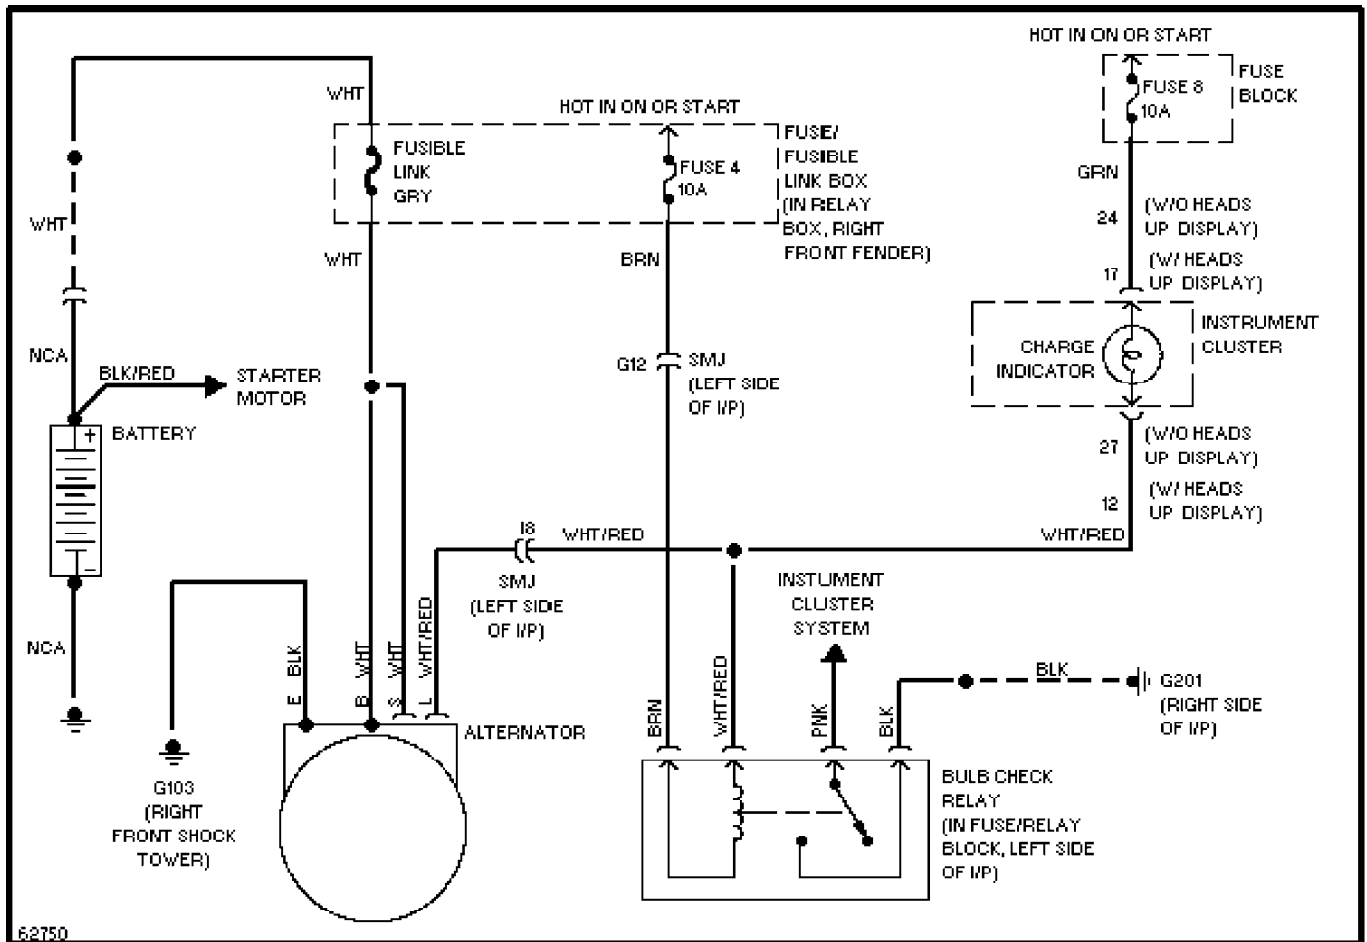 HOT IN ON OR START
FUSE 8
10A
FUSE
BLOCK
WHT
HOT IN ON OR START
FUSIBLE
LINK
GRY
FUSE 4
10A
FUSE/
FUSIBLE
LINK BOX
(IN RELAY
BOX, RIGHT
FRONT FENDER)
GRN
24
(W/O HEADS
UP DISPLAY)
17
(W/ HEADS
UP DISPLAY)
WHT
WHT
BRN
NCA
BLK/RED
STARTER
MOTOR
G12
SMJ
(LEFT SIDE
OF I/P)
CHARGE
INDICATOR
INSTRUMENT
CLUSTER
BATTERY
+
−
27
(W/O HEADS
UP DISPLAY)
12
(W/ HEADS
UP DISPLAY)
I8
WHT/RED
WHT/RED
SMJ
(LEFT SIDE
OF I/P)
INSTUMENT
CLUSTER
SYSTEM
NCA
E BLK
B WHT
S WHT
L WHT/RED
ALTERNATOR
BRN
WHT/RED
PNK
BLK
BLK
G201
(RIGHT SIDE
OF I/P)
G103
(RIGHT
FRONT SHOCK
TOWER)
BULB CHECK
RELAY
(IN FUSE/RELAY
BLOCK, LEFT SIDE
OF I/P)
62750